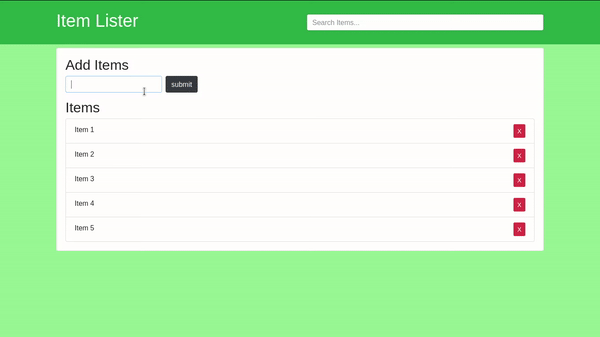 Item Lister
Search Items...
Add Items
submit
Items
Item 1 X
Item 2 X
Item 3 X
Item 4 X
Item 5 X